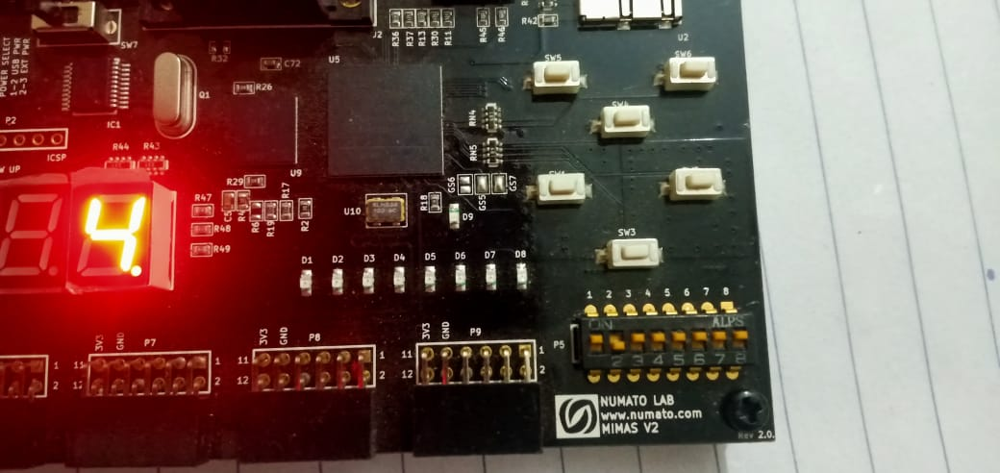 J2
R36
R37
R13
R30
R11
R45
R46
R42
U2
SW7
POWER SELECT
1-2 USB PWR
2-3 EXT PWR
R32
C72
U5
SW5
SW6
R26
Q1
IC1
P2
ICSP
RN4
SW4
RN5
R44
R43
U9
R29
R17
R47
R48
R49
R6
R19
R2
U10
R18
GS6
GS5
GS7
D9
4.
SW3
D1
D2
D3
D4
D5
D6
D7
D8
1 2 3 4 5 6 7 8
ON
ALPS
2 3 4 5 6 7 8
P5
3V3
GND
P7
11
12
1
2
3V3
GND
P8
11
12
1
2
3V3
GND
P9
11
12
1
2
1
2
NUMATO LAB
www.numato.com
MIMAS V2
Rev 2.0.